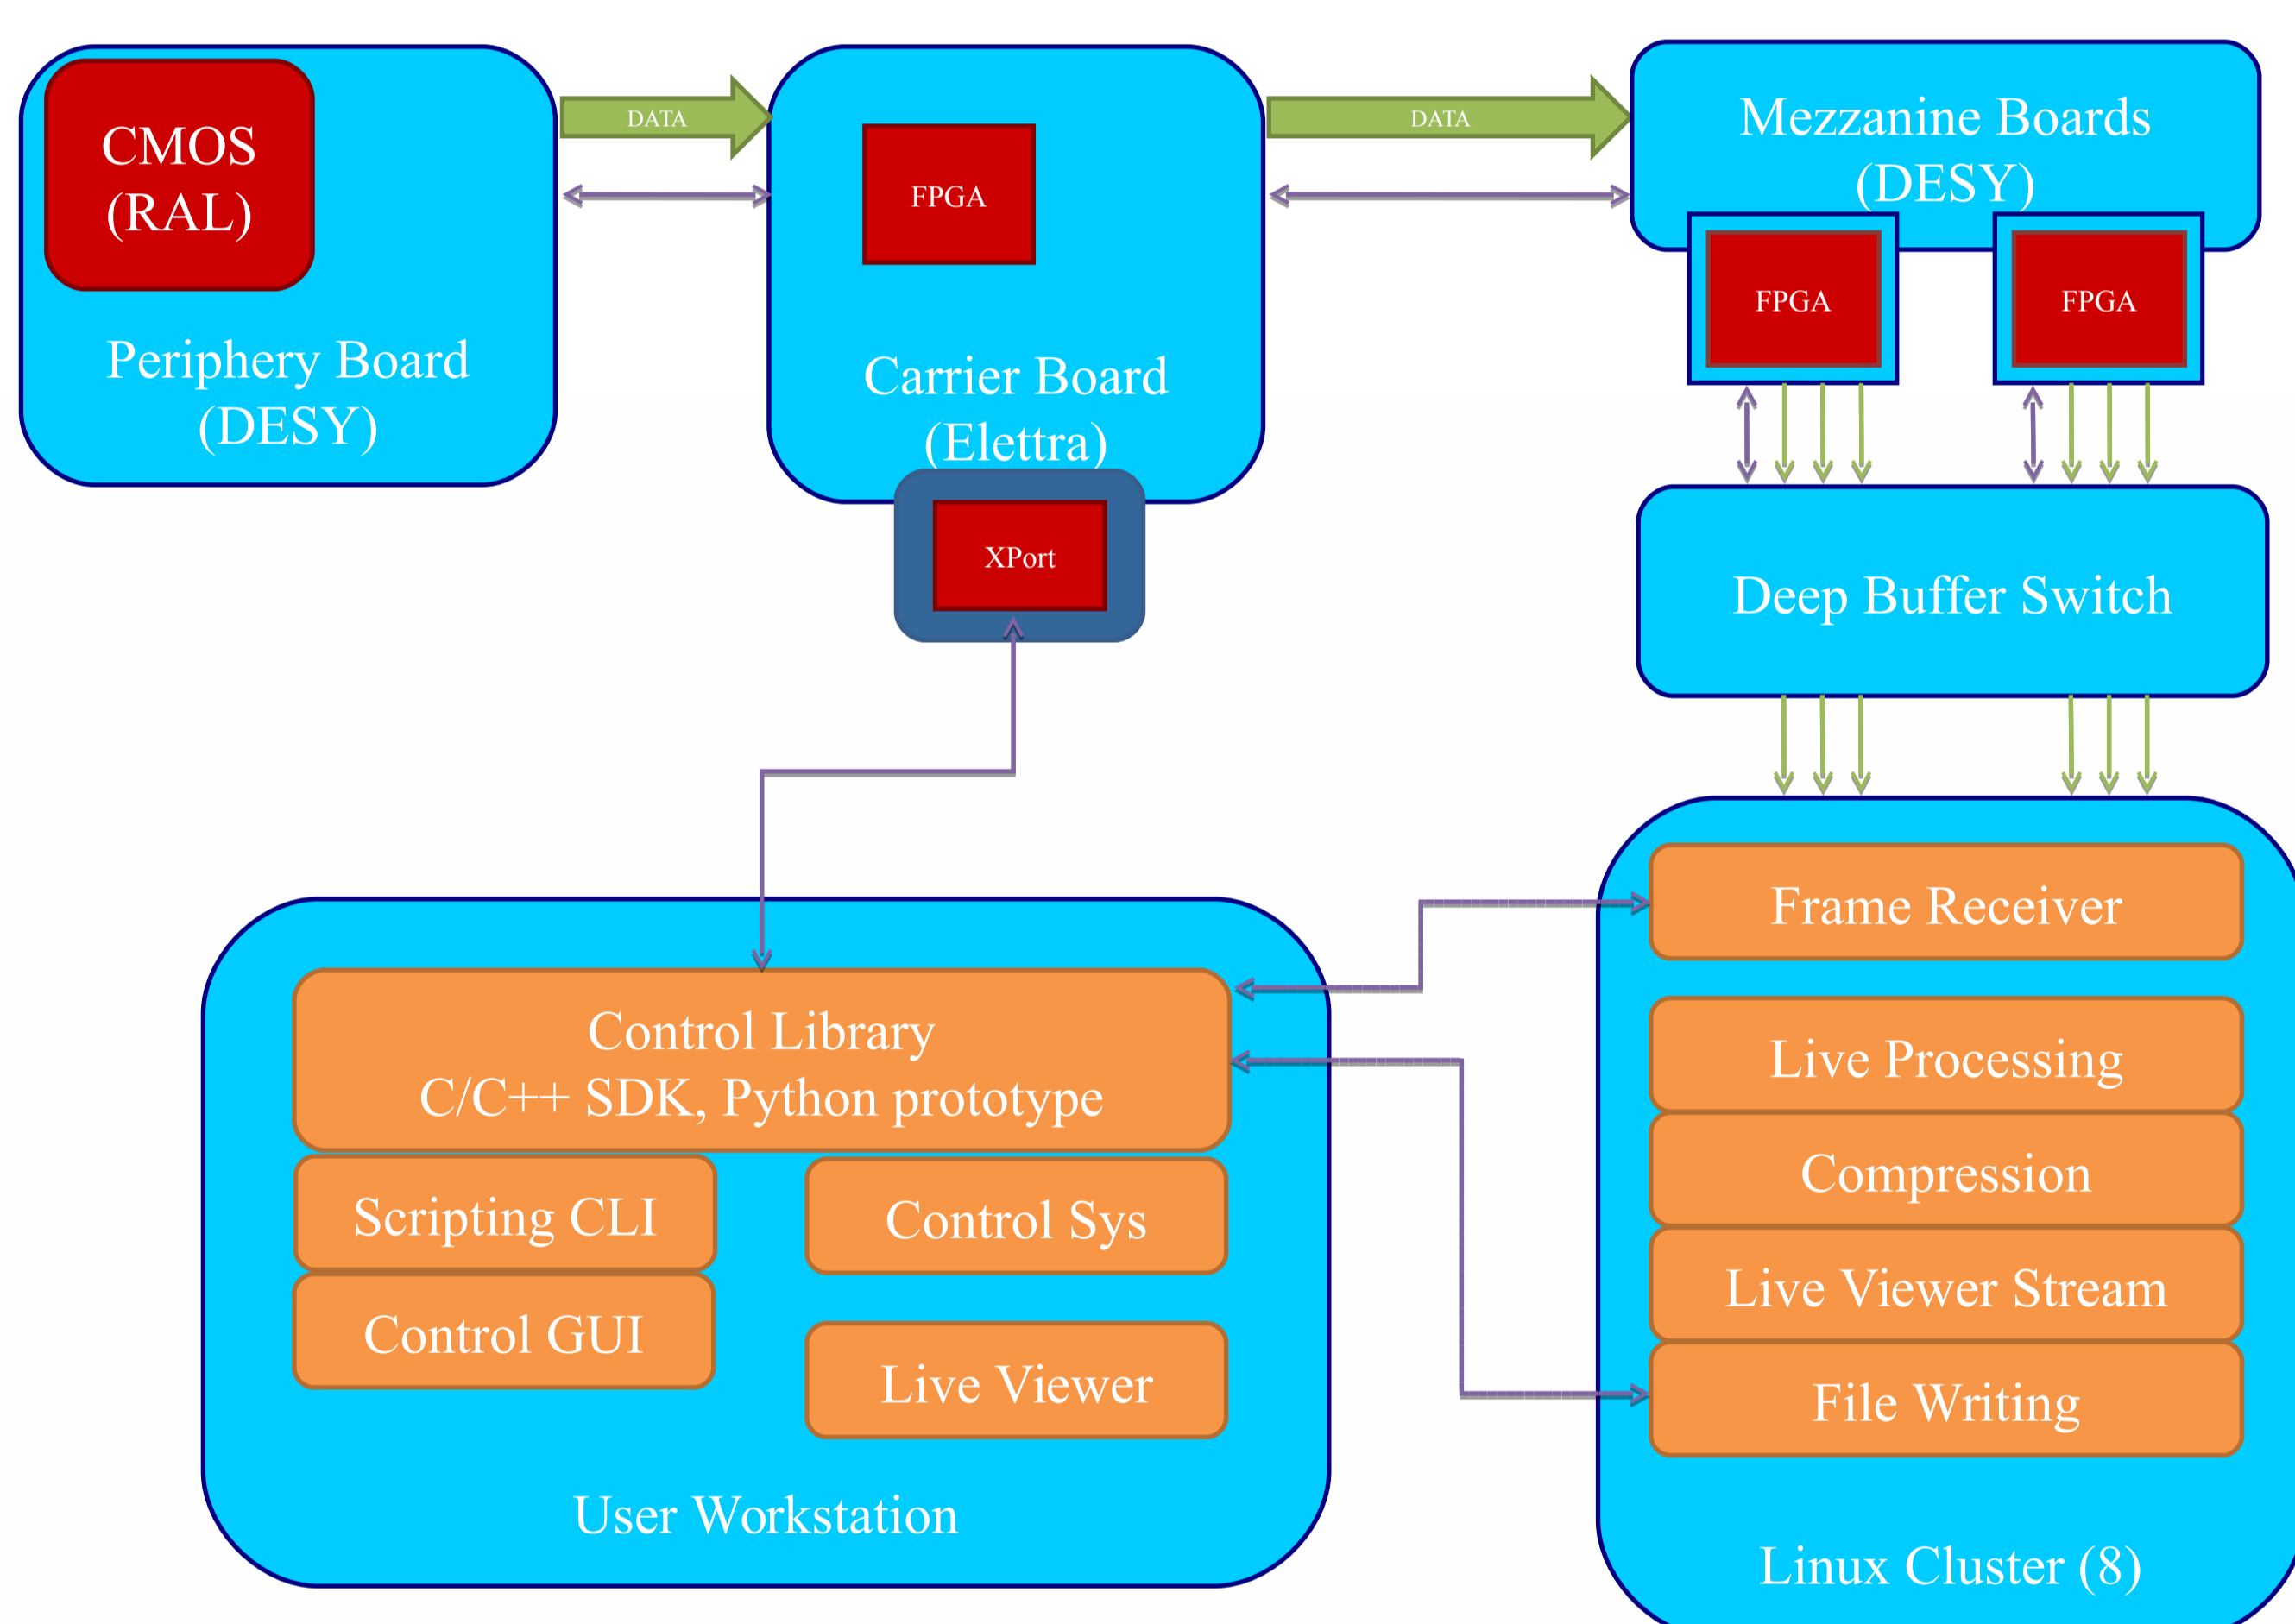 CMOS
(RAL)
Periphery Board
(DESY)
DATA
FPGA
Carrier Board
(Elettra)
XPort
DATA
Mezzanine Boards
(DESY)
FPGA
FPGA
Deep Buffer Switch
Control Library
C/C++ SDK, Python prototype
Scripting CLI
Control Sys
Control GUI
Live Viewer
User Workstation
Frame Receiver
Live Processing
Compression
Live Viewer Stream
File Writing
Linux Cluster (8)